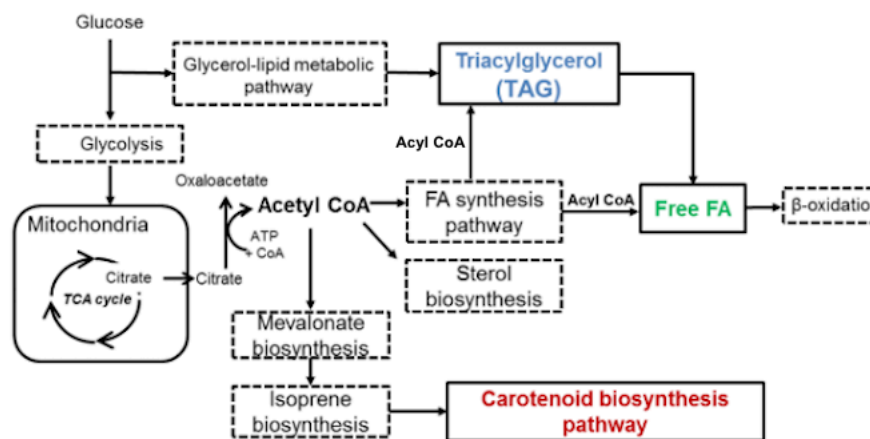 Glucose
Glycerol-lipid metabolic
pathway
Triacylglycerol
(TAG)
Glycolysis
Acyl CoA
Oxaloacetate
Mitochondria
Acetyl CoA
FA synthesis
pathway
Acyl CoA
Free FA
β-oxidatio
ATP
+ CoA
Citrate
Citrate
TCA cycle
Sterol
biosynthesis
Mevalonate
biosynthesis
Isoprene
biosynthesis
Carotenoid biosynthesis
pathway